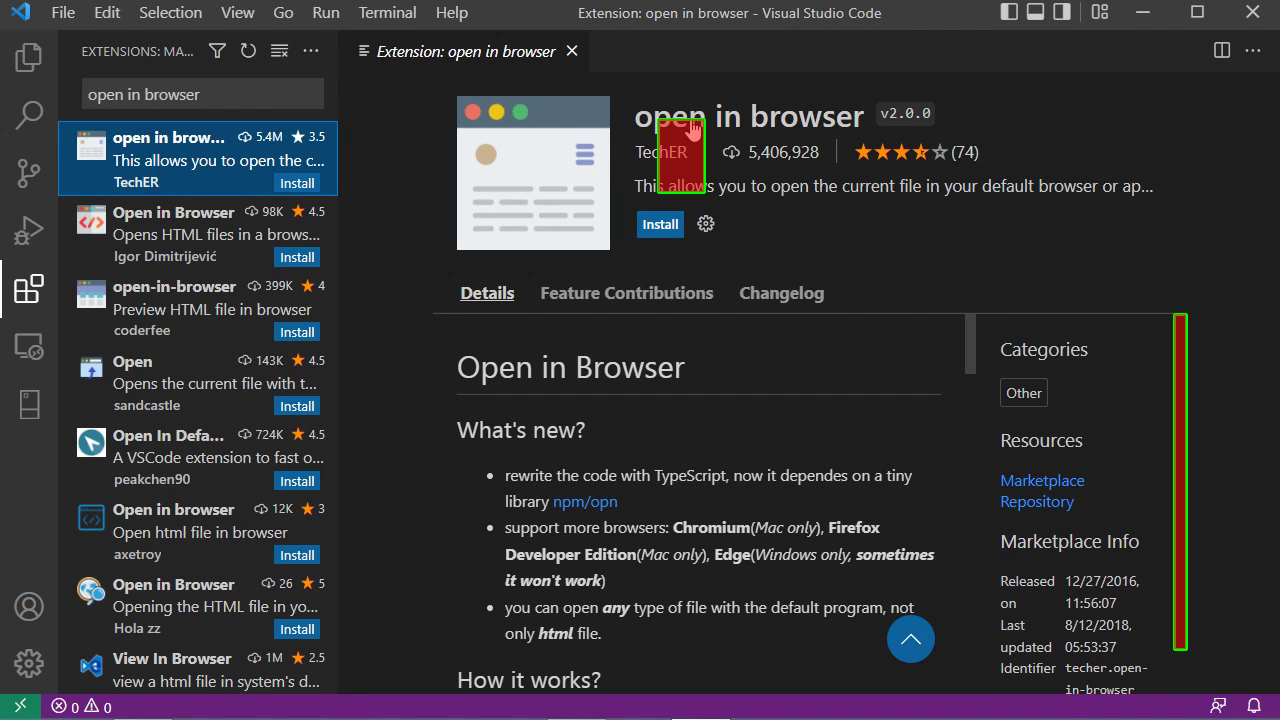 File Edit Selection View Go Run Terminal Help
Extension: open in browser - Visual Studio Code
EXTENSIONS: MA...
open in browser
open in brow... 5.4M 3.5
This allows you to open the c...
TechER Install
Open in Browser 98K 4.5
Opens HTML files in a brows...
Igor Dimitrijević Install
open-in-browser 399K 4
Preview HTML file in browser
coderfee Install
Open 143K 4.5
Opens the current file with t...
sandcastle Install
Open In Defa... 724K 4.5
A VSCode extension to fast o...
peakchen90 Install
Open in browser 12K 3
Open html file in browser
axetroy Install
Open in Browser 26 5
Opening the HTML file in yo...
Hola zz Install
View In Browser 1M 2.5
view a html file in system's d...
Extension: open in browser
open in browser v2.0.0
TechER 5,406,928 (74)
This allows you to open the current file in your default browser or ap...
Install
Details Feature Contributions Changelog
Open in Browser
What's new?
• rewrite the code with TypeScript, now it dependes on a tiny
library npm/opn
• support more browsers: Chromium(Mac only), Firefox
Developer Edition(Mac only), Edge(Windows only, sometimes
it won't work)
• you can open any type of file with the default program, not
only html file.
How it works?
Categories
Other
Resources
Marketplace
Repository
Marketplace Info
Released 12/27/2016,
on 11:56:07
Last 8/12/2018,
updated 05:53:37
Identifier techer.open-
in-browser
0 0